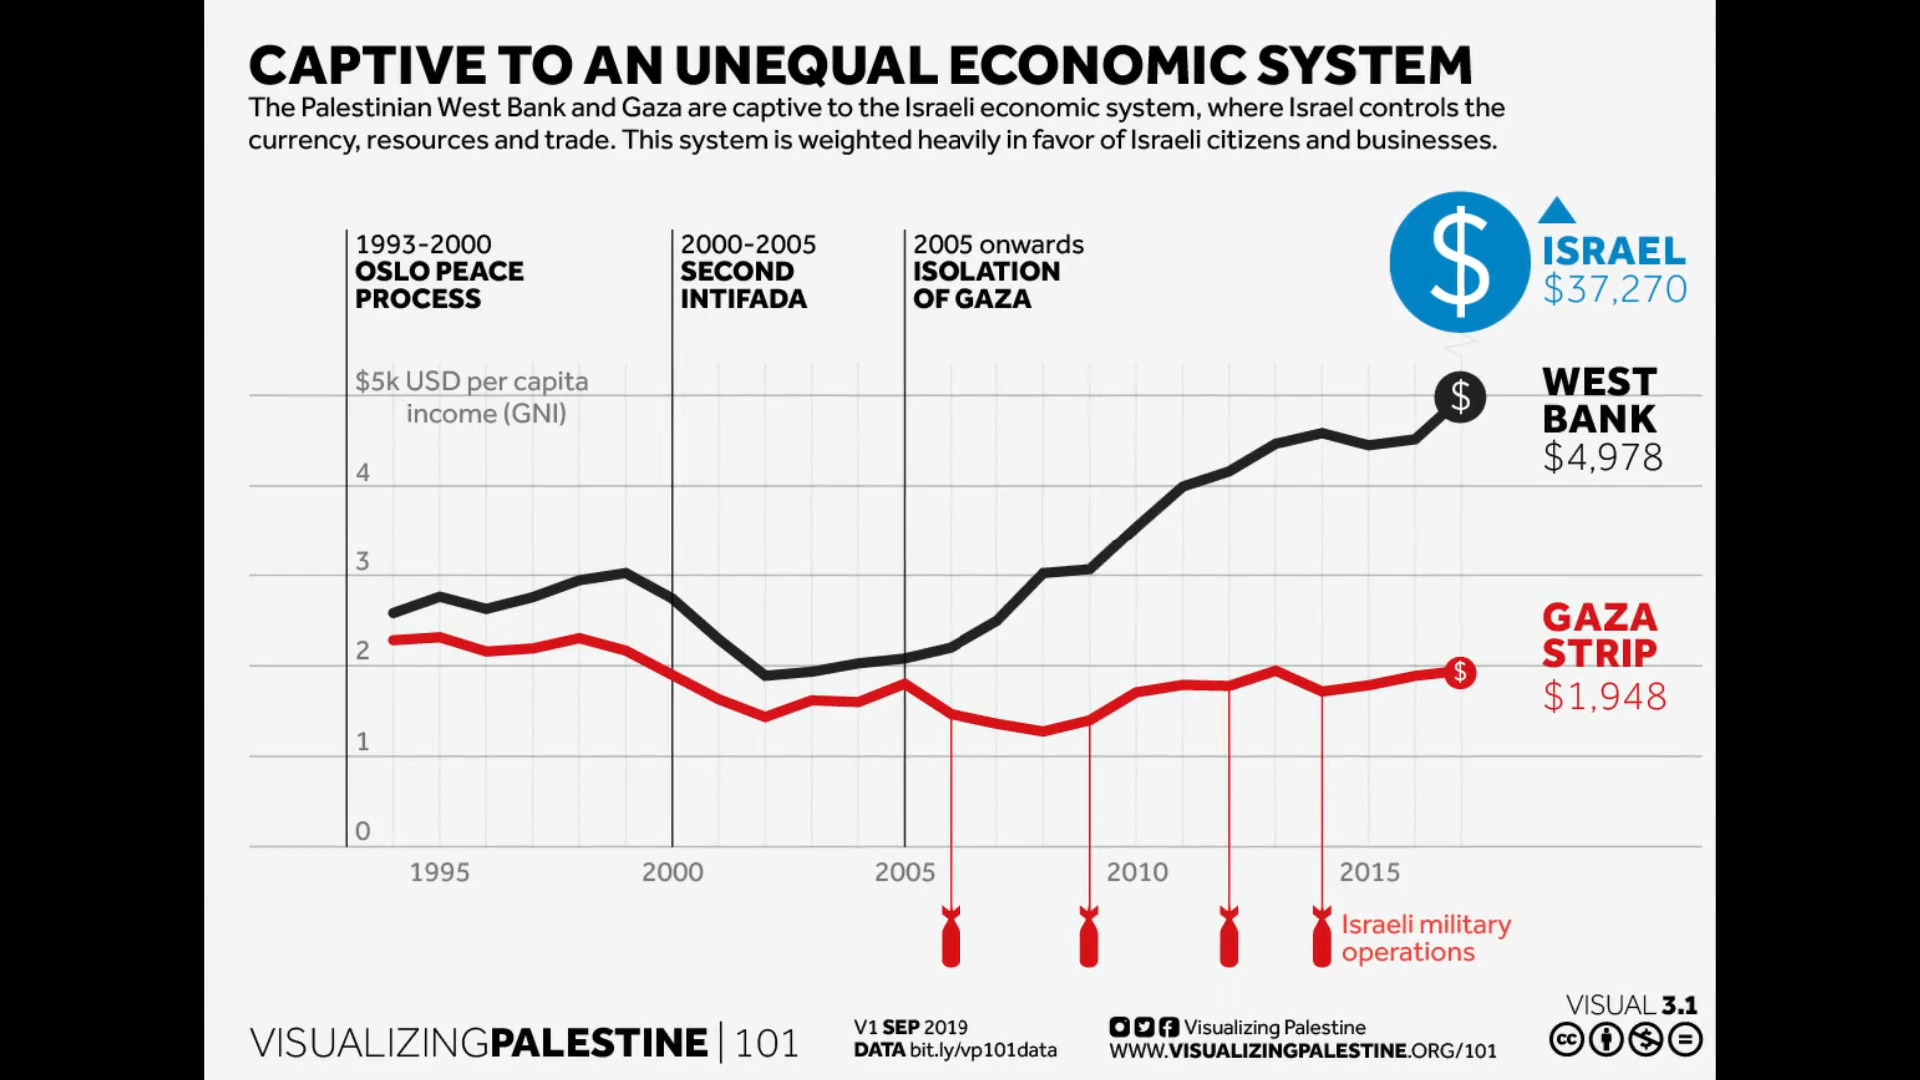 CAPTIVE TO AN UNEQUAL ECONOMIC SYSTEM
The Palestinian West Bank and Gaza are captive to the Israeli economic system, where Israel controls the
currency, resources and trade. This system is weighted heavily in favor of Israeli citizens and businesses.
1993-2000
OSLO PEACE
PROCESS
2000-2005
SECOND
INTIFADA
2005 onwards
ISOLATION
OF GAZA
$
ISRAEL
$37,270
$5k USD per capita
income (GNI)
$
WEST
BANK
$4,978
4
3
2
1
0
GAZA
STRIP
$1,948
$
1995
2000
2005
2010
2015
Israeli military
operations
VISUALIZINGPALESTINE | 101
V1 SEP 2019
DATA bit.ly/vp101data
Visualizing Palestine
WWW.VISUALIZINGPALESTINE.ORG/101
VISUAL 3.1
cc